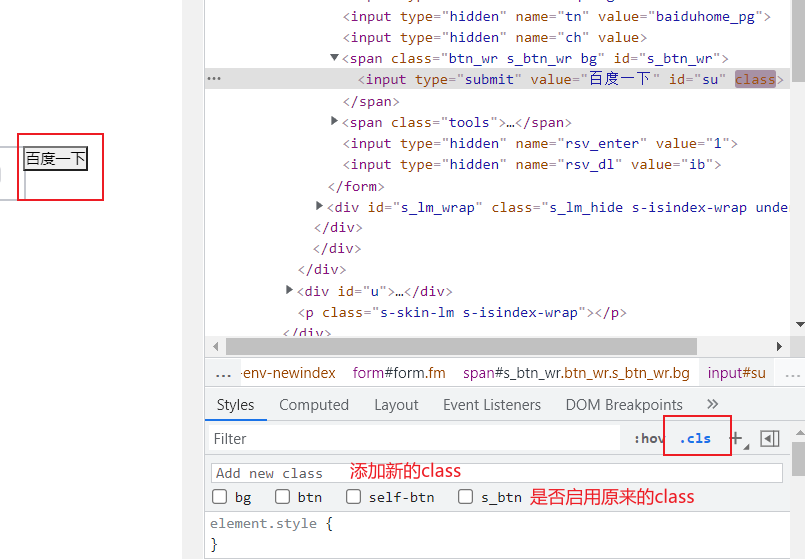 百度一下
<input type="hidden" name="tn" value="baiduhome_pg">
<input type="hidden" name="ch" value>
<span class="btn_wr s_btn_wr bg" id="s_btn_wr">
<input type="submit" value="百度一下" id="su" class>
</span>
<span class="tools">…</span>
<input type="hidden" name="rsv_enter" value="1">
<input type="hidden" name="rsv_dl" value="ib">
</form>
<div id="s_lm_wrap" class="s_lm_hide s-isindex-wrap unde
</div>
</div>
</div>
<div id="u">…</div>
<p class="s-skin-lm s-isindex-wrap"></p>
</div>
… -env-newindex form#form.fm span#s_btn_wr.btn_wr.s_btn_wr.bg input#su …
Styles Computed Layout Event Listeners DOM Breakpoints »
Filter :hov .cls +
Add new class 添加新的class
bg btn self-btn s_btn 是否启用原来的class
element.style {
}